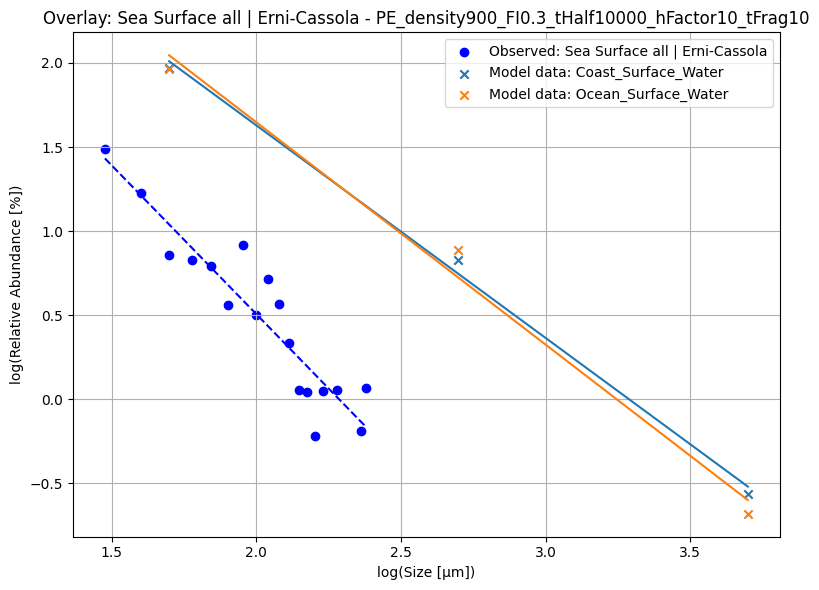 Overlay: Sea Surface all | Erni-Cassola - PE_density900_FI0.3_tHalf10000_hFactor10_tFrag10
Observed: Sea Surface all | Erni-Cassola
Model data: Coast_Surface_Water
Model data: Ocean_Surface_Water
log(Relative Abundance [%])
2.0
1.5
1.0
0.5
0.0
−0.5
1.5
2.0
2.5
3.0
3.5
log(Size [μm])